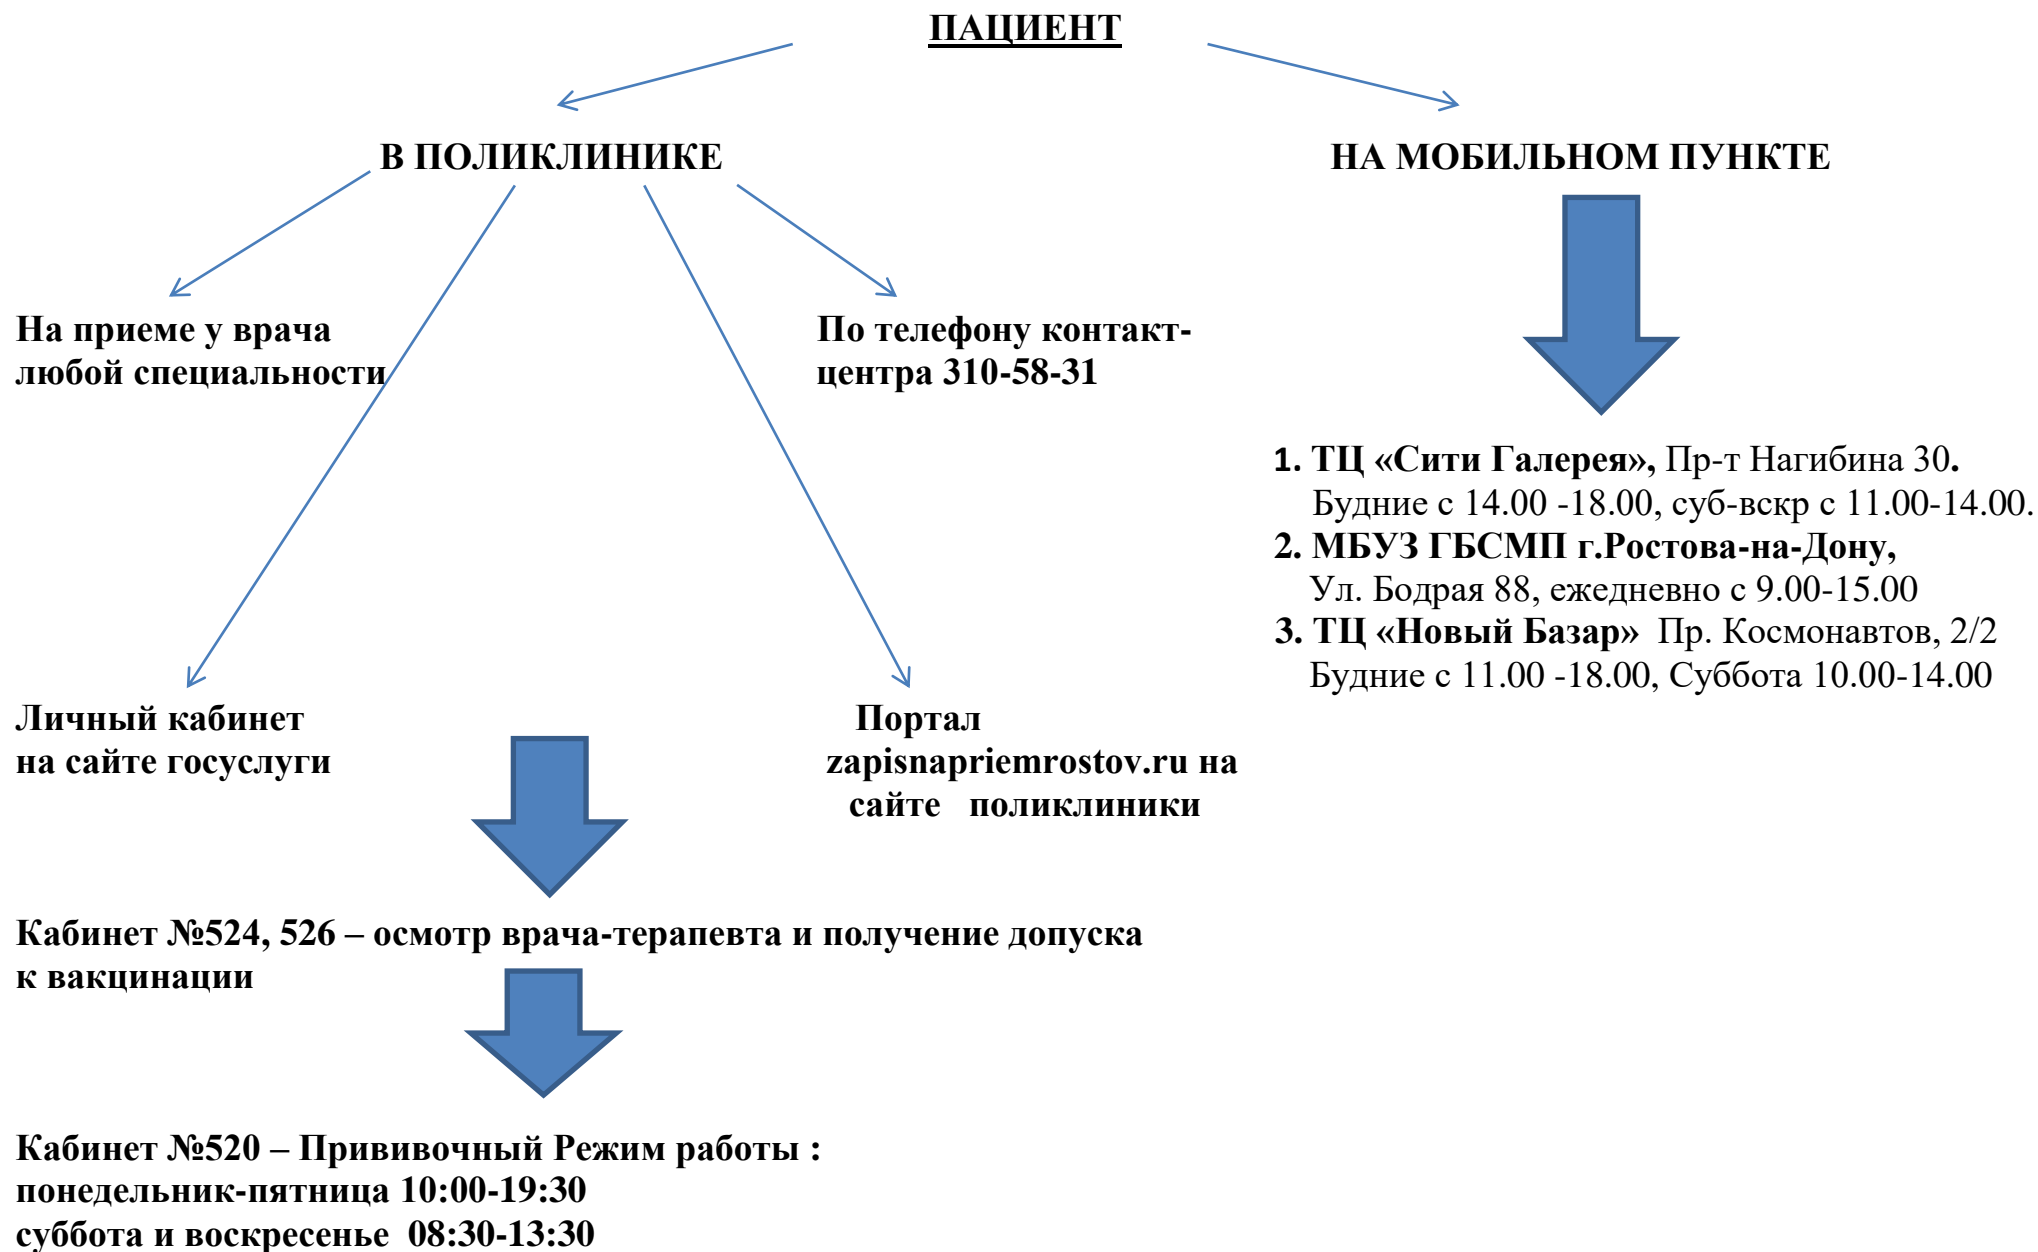 ПАЦИЕНТ
В ПОЛИКЛИНИКЕ
НА МОБИЛЬНОМ ПУНКТЕ
На приеме у врача
любой специальности
По телефону контакт-
центра 310-58-31
1. ТЦ «Сити Галерея», Пр-т Нагибина 30.
Будние с 14.00 -18.00, суб-вскр с 11.00-14.00.
2. МБУЗ ГБСМП г.Ростова-на-Дону,
Ул. Бодрая 88, ежедневно с 9.00-15.00
3. ТЦ «Новый Базар» Пр. Космонавтов, 2/2
Будние с 11.00 -18.00, Суббота 10.00-14.00
Личный кабинет
на сайте госуслуги
Портал
zapisnapriemrostov.ru на
сайте поликлиники
Кабинет №524, 526 – осмотр врача-терапевта и получение допуска
к вакцинации
Кабинет №520 – Прививочный Режим работы :
понедельник-пятница 10:00-19:30
суббота и воскресенье 08:30-13:30